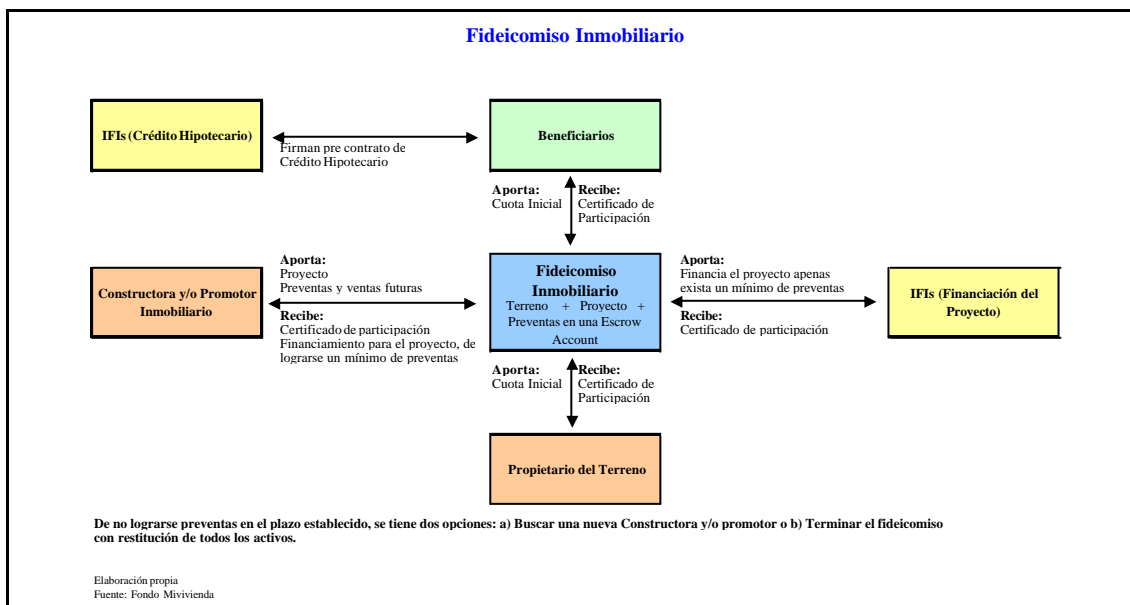 Fideicomiso Inmobiliario
IFIs (Crédito Hipotecario)
Firman pre contrato de
Crédito Hipotecario
Beneficiarios
Aporta:
Cuota Inicial
Recibe:
Certificado de
Participación
Constructora y/o Promotor
Inmobiliario
Aporta:
Proyecto
Preventas y ventas futuras
Recibe:
Certificado de participación
Financiamiento para el proyecto, de
lograrse un mínimo de preventas
Fideicomiso
Inmobiliario
Terreno + Proyecto +
Preventas en una Escrow
Account
Aporta:
Financia el proyecto apenas
exista un mínimo de preventas
Recibe:
Certificado de participación
IFIs (Financiación del
Proyecto)
Aporta:
Cuota Inicial
Recibe:
Certificado de
Participación
Propietario del Terreno
De no lograrse preventas en el plazo establecido, se tiene dos opciones: a) Buscar una nueva Constructora y/o promotor o b) Terminar el fideicomiso
con restitución de todos los activos.
Elaboración propia
Fuente: Fondo Mivivienda